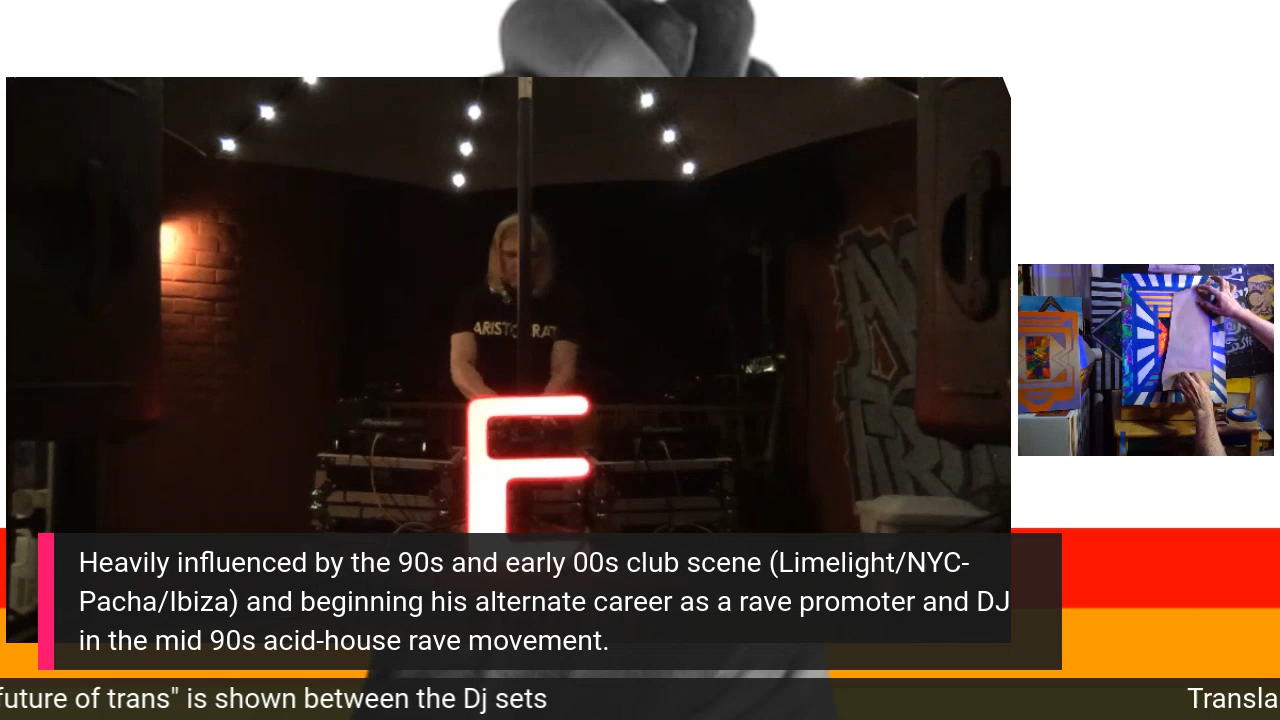 ARISTOCRAT
F
Heavily influenced by the 90s and early 00s club scene (Limelight/NYC-
Pacha/Ibiza) and beginning his alternate career as a rave promoter and DJ
in the mid 90s acid-house rave movement.
future of trans" is shown between the Dj sets
Transla